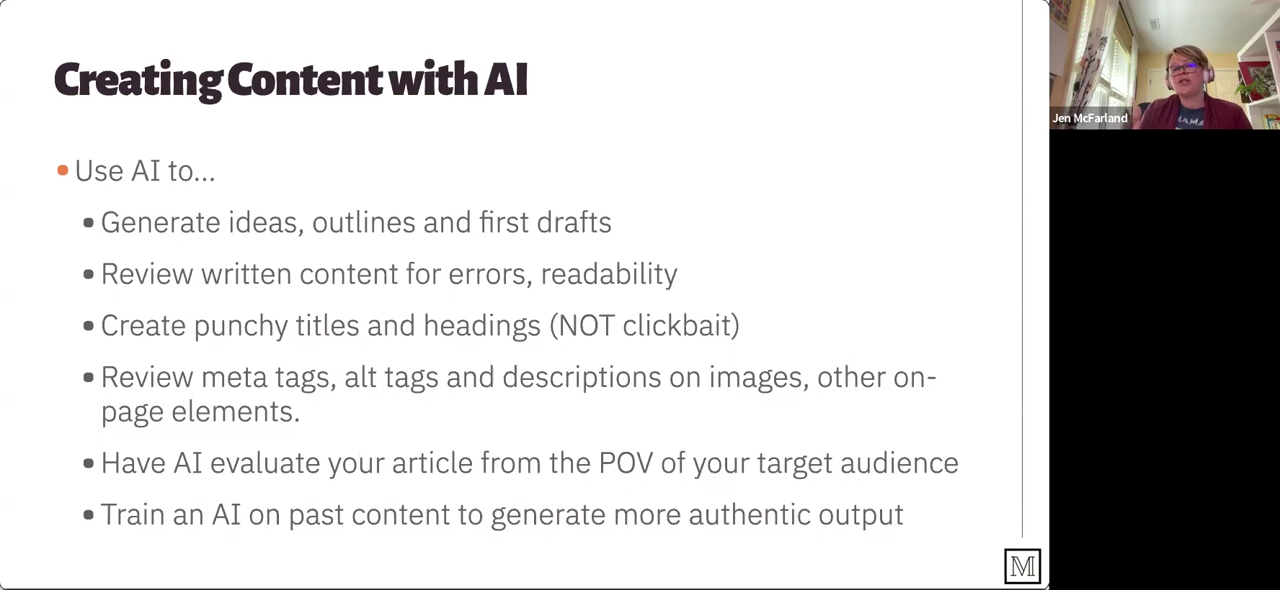 Creating Content with AI
Use AI to...
Generate ideas, outlines and first drafts
Review written content for errors, readability
Create punchy titles and headings (NOT clickbait)
Review meta tags, alt tags and descriptions on images, other on-
page elements.
Have AI evaluate your article from the POV of your target audience
Train an AI on past content to generate more authentic output
M
Jen McFarland
MAMA